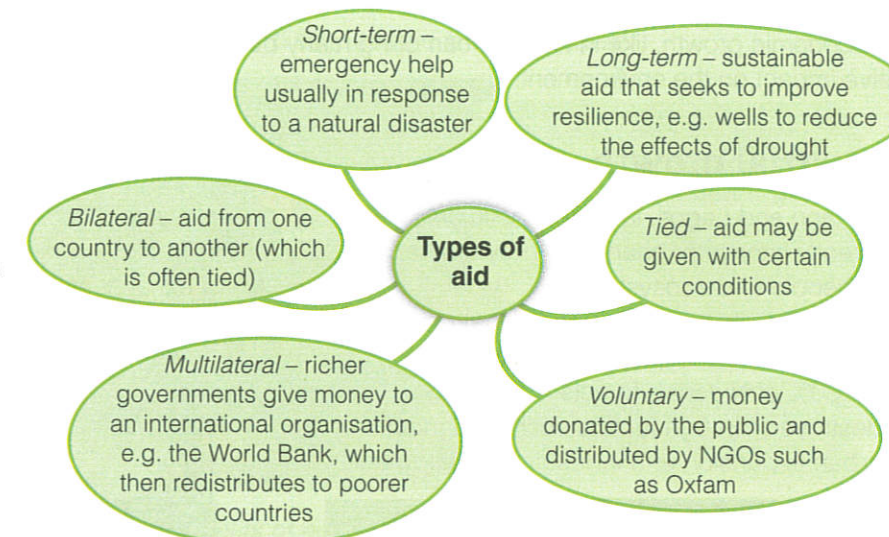 Short-term –
emergency help
usually in response
to a natural disaster
Long-term – sustainable
aid that seeks to improve
resilience, e.g. wells to reduce
the effects of drought
Bilateral – aid from one
country to another (which
is often tied)
Types of
aid
Tied – aid may be
given with certain
conditions
Multilateral – richer
governments give money to
an international organisation,
e.g. the World Bank, which
then redistributes to poorer
countries
Voluntary – money
donated by the public and
distributed by NGOs such
as Oxfam